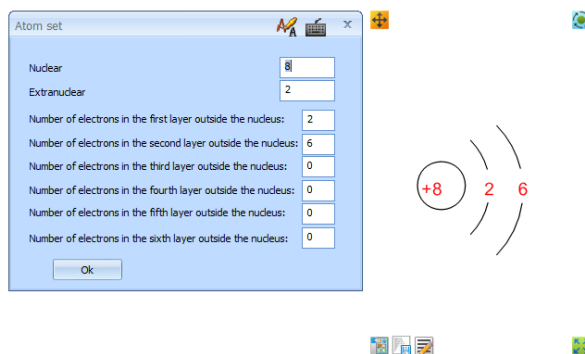 Atom set
x
Nudear 8
Extranuclear 2
Number of electrons in the first layer outside the nucleus: 2
Number of electrons in the second layer outside the nucleus: 6
Number of electrons in the third layer outside the nucleus: 0
Number of electrons in the fourth layer outside the nucleus: 0
Number of electrons in the fifth layer outside the nucleus: 0
Number of electrons in the sixth layer outside the nucleus: 0
Ok
+8 2 6